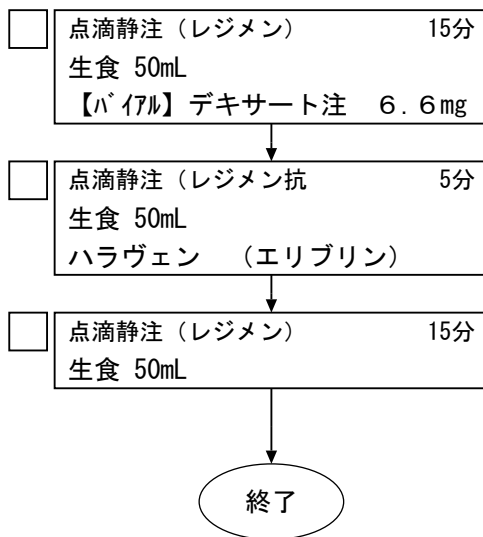 点滴静注（レジメン） 15分
生食 50mL
【ﾊﾞｲｱﾙ】デキサート注　６．６mg
点滴静注（レジメン抗 5分
生食 50mL
ハラヴェン　（エリブリン）
点滴静注（レジメン） 15分
生食 50mL
終了